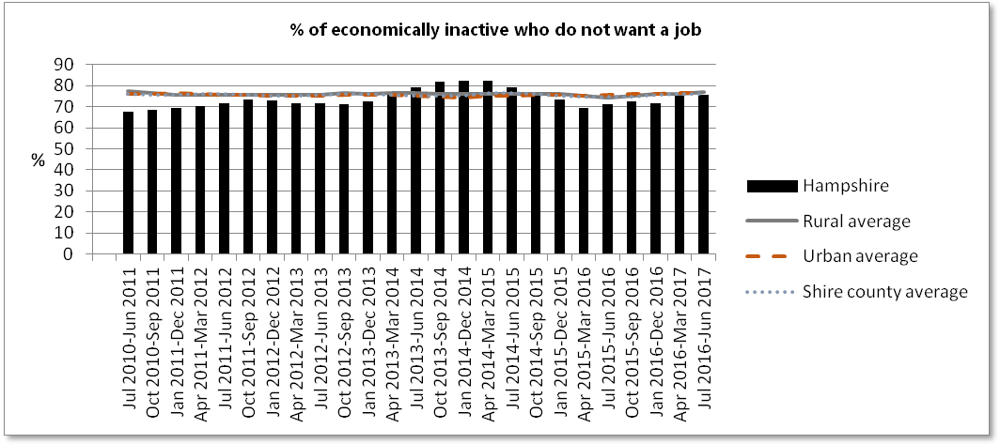 % of economically inactive who do not want a job
90
80
70
60
50
40
30
20
10
0
%
Jul 2010-Jun 2011
Oct 2010-Sep 2011
Jan 2011-Dec 2011
Apr 2011-Mar 2012
Jul 2011-Jun 2012
Oct 2011-Sep 2012
Jan 2012-Dec 2012
Apr 2012-Mar 2013
Jul 2012-Jun 2013
Oct 2012-Sep 2013
Jan 2013-Dec 2013
Apr 2013-Mar 2014
Jul 2013-Jun 2014
Oct 2013-Sep 2014
Jan 2014-Dec 2014
Apr 2014-Mar 2015
Jul 2014-Jun 2015
Oct 2014-Sep 2015
Jan 2015-Dec 2015
Apr 2015-Mar 2016
Jul 2015-Jun 2016
Oct 2015-Sep 2016
Jan 2016-Dec 2016
Apr 2016-Mar 2017
Jul 2016-Jun 2017
Hampshire
Rural average
Urban average
Shire county average